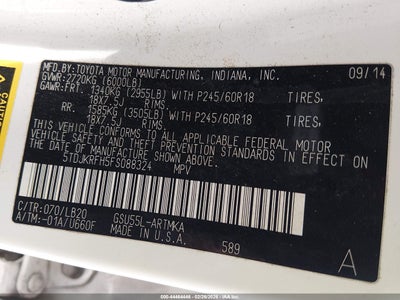 MFD. BY: TOYOTA MOTOR MANUFACTURING, INDIANA, INC. 09/14
GVWR: 2720KG (6000LB)
GAWR: FRT. 1340KG (2955LB) WITH P245/60R18 TIRES,
18X7.5J RIMS,
RR. 1585KG (3505LB) WITH P245/60R18 TIRES,
18X7.5J RIMS,
THIS VEHICLE CONFORMS TO ALL APPLICABLE FEDERAL MOTOR
VEHICLE SAFETY AND THEFT PREVENTION STANDARDS IN EFFECT ON
THE DATE OF MANUFACTURE SHOWN ABOVE.
5TDJKRFH5FS088324 MPV
C/TR:070/LB20 GSU55L-ARTMKA
A/TM:-01A/U660F MADE IN U.S.A.
589
A